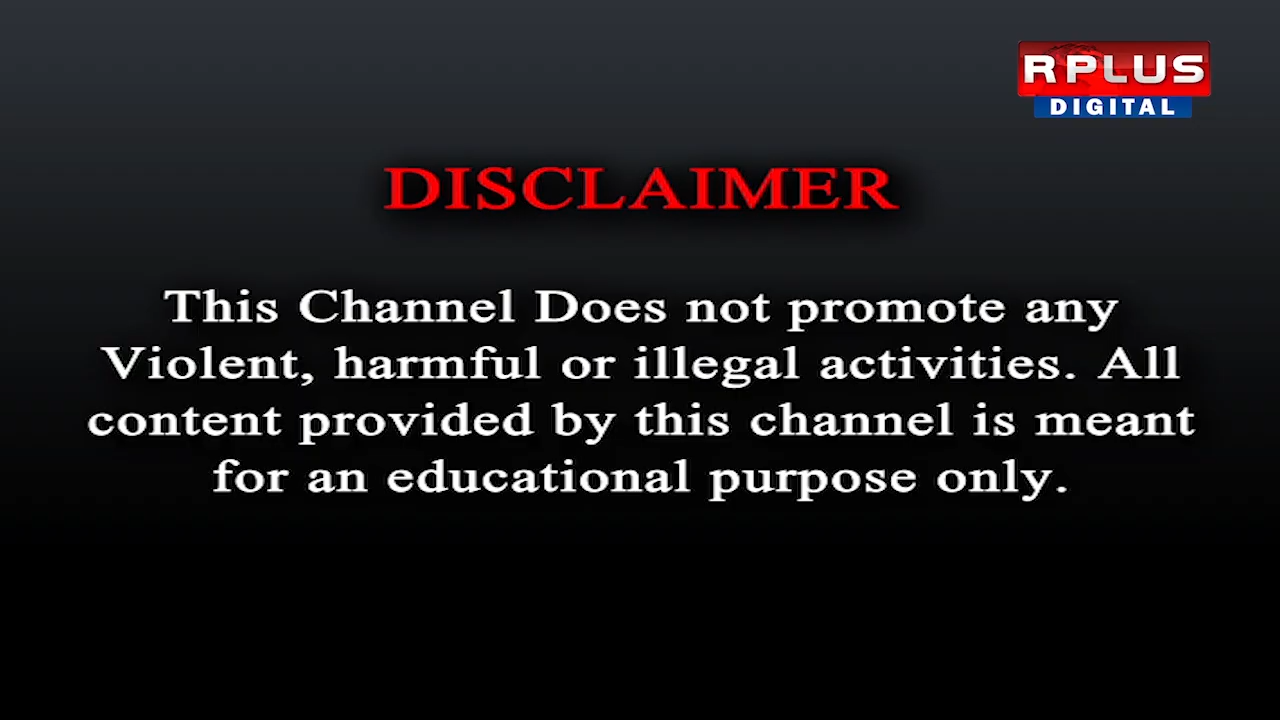 RPLUS
DIGITAL
DISCLAIMER
This Channel Does not promote any
Violent, harmful or illegal activities. All
content provided by this channel is meant
for an educational purpose only.